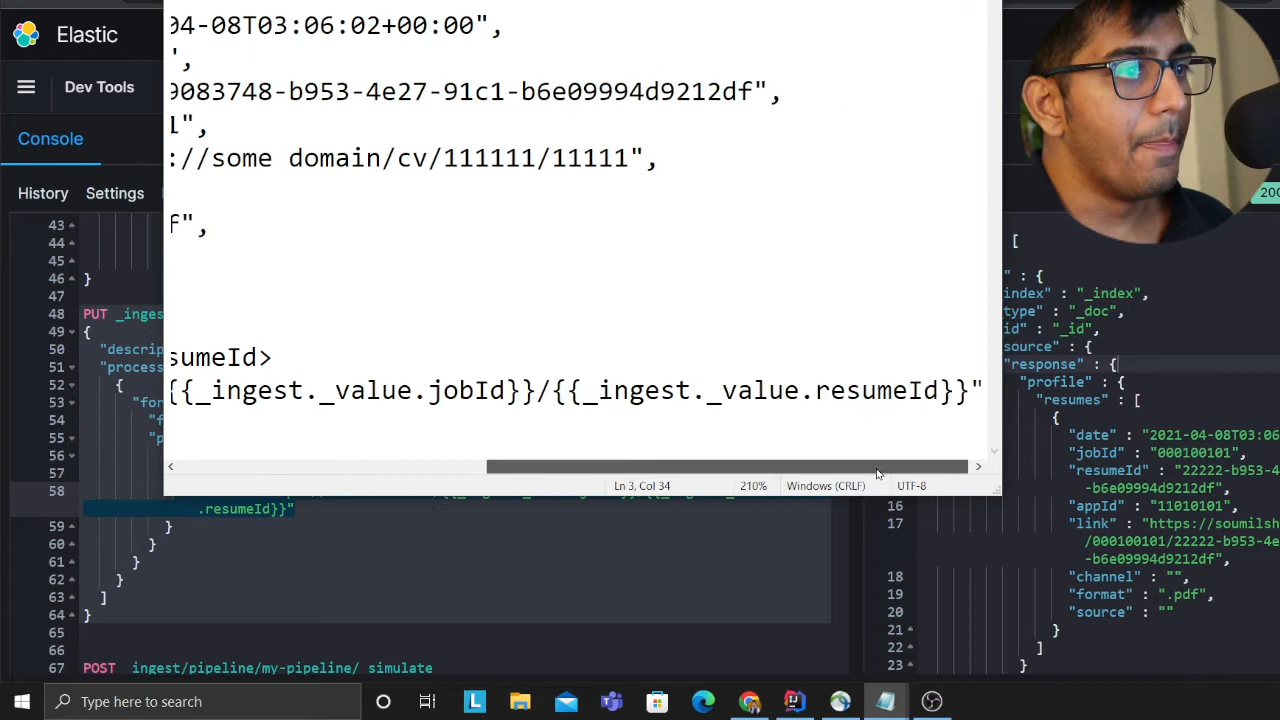 Elastic
Dev Tools
Console
History
Settings
04-08T03:06:02+00:00",
",
9083748-b953-4e27-91c1-b6e09994d9212df",
1",
://some domain/cv/111111/11111",
f",
sumeId>
{{_ingest._value.jobId}}/{{_ingest._value.resumeId}}"
Ln 3, Col 34
210%
Windows (CRLF)
UTF-8
43
44
45
46 }
47
48 PUT _inges
49 {
50 "descrip
51 "process
52 {
53 "for
54 "f
55 "p
56
57
58
.resumeId}}"
59 }
60 }
61 }
62 }
63 ]
64 }
65
66
67 POST _ingest/pipeline/my-pipeline/_simulate
200
[
" : {
index" : "_index",
type" : "_doc",
id" : "_id",
source" : {
"response" : {
"profile" : {
"resumes" : [
{
"date" : "2021-04-08T03:06
"jobId" : "000100101",
"resumeId" : "22222-b953-4
-b6e09994d9212df",
16 "appId" : "11010101",
17 "link" : "https://soumilsh
/000100101/22222-b953-4e
-b6e09994d9212df",
18 "channel" : "",
19 "format" : ".pdf",
20 "source" : ""
21 }
22 ]
23 }
Type here to search